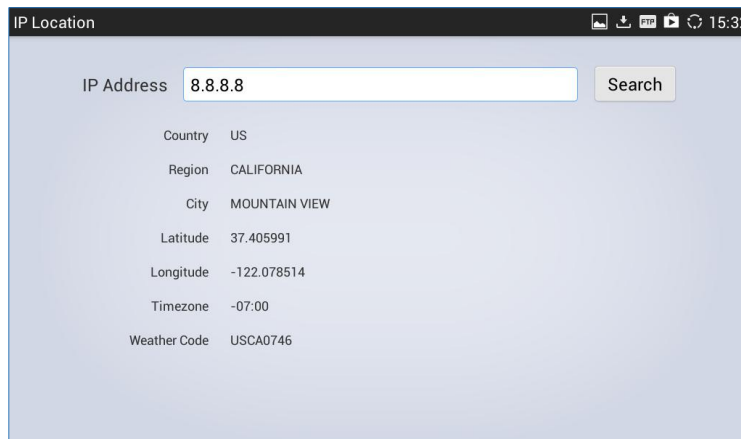 IP Location FTP 15:3
IP Address 8.8.8.8 Search
Country US
Region CALIFORNIA
City MOUNTAIN VIEW
Latitude 37.405991
Longitude -122.078514
Timezone -07:00
Weather Code USCA0746